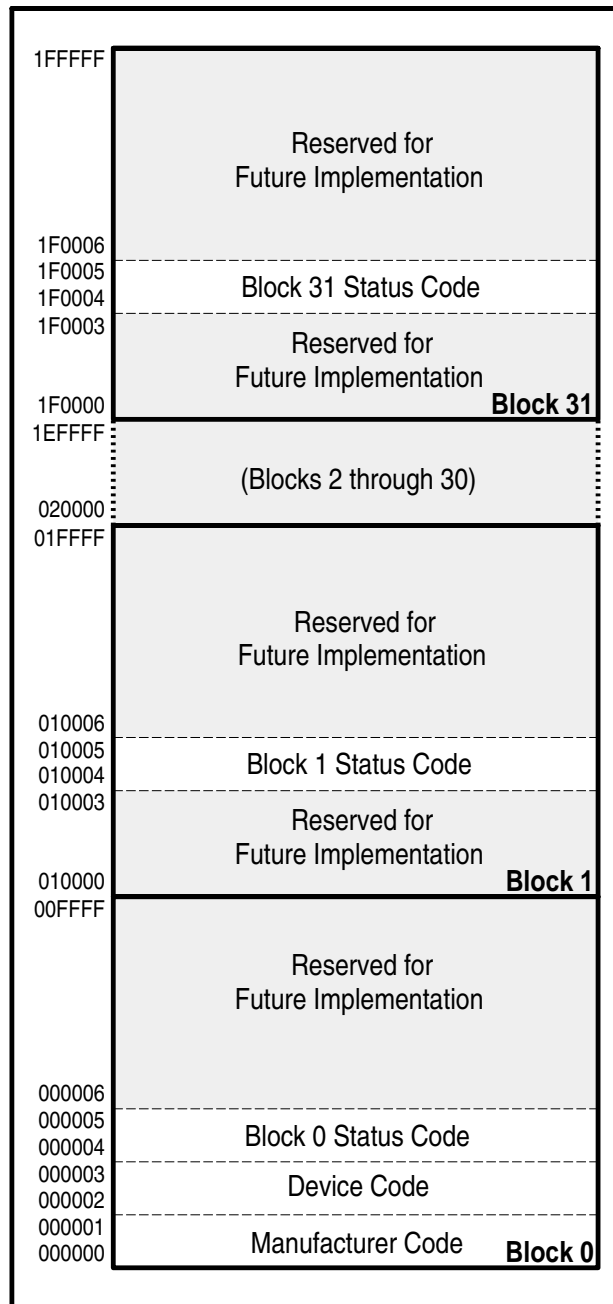 1FFFFF
Reserved for
Future Implementation
1F0006
1F0005
Block 31 Status Code
1F0004
1F0003
Reserved for
Future Implementation
1F0000
Block 31
1EFFFF
(Blocks 2 through 30)
020000
01FFFF
Reserved for
Future Implementation
010006
010005
Block 1 Status Code
010004
010003
Reserved for
Future Implementation
010000
Block 1
00FFFF
Reserved for
Future Implementation
000006
000005
Block 0 Status Code
000004
000003
Device Code
000002
000001
Manufacturer Code
000000
Block 0